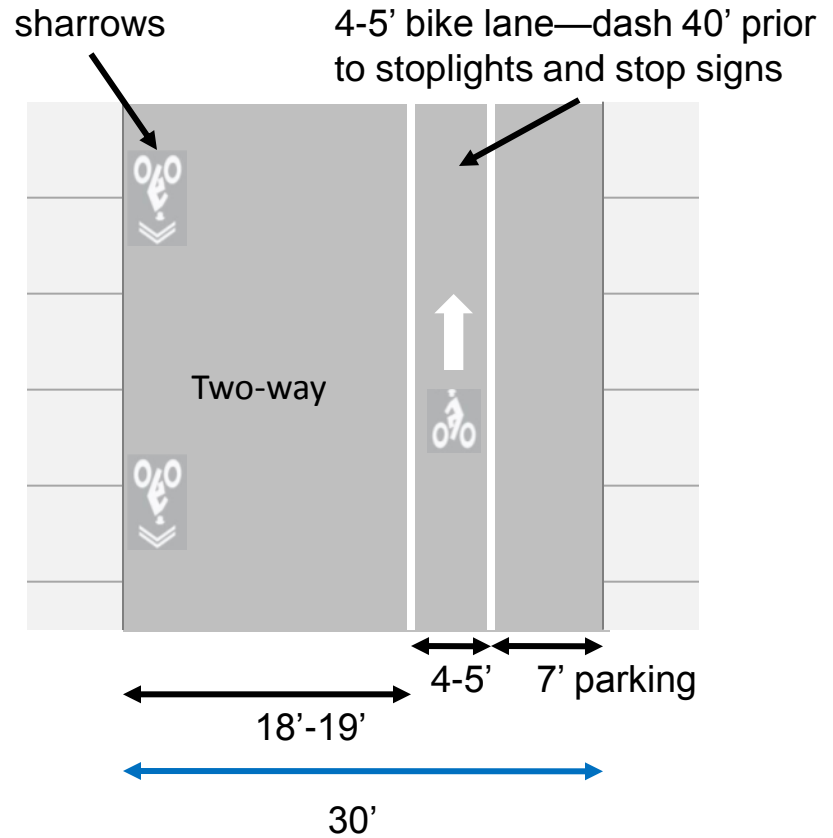 sharrows
4-5’ bike lane—dash 40’ prior
to stoplights and stop signs
Two-way
4-5’
7’ parking
18’-19’
30’